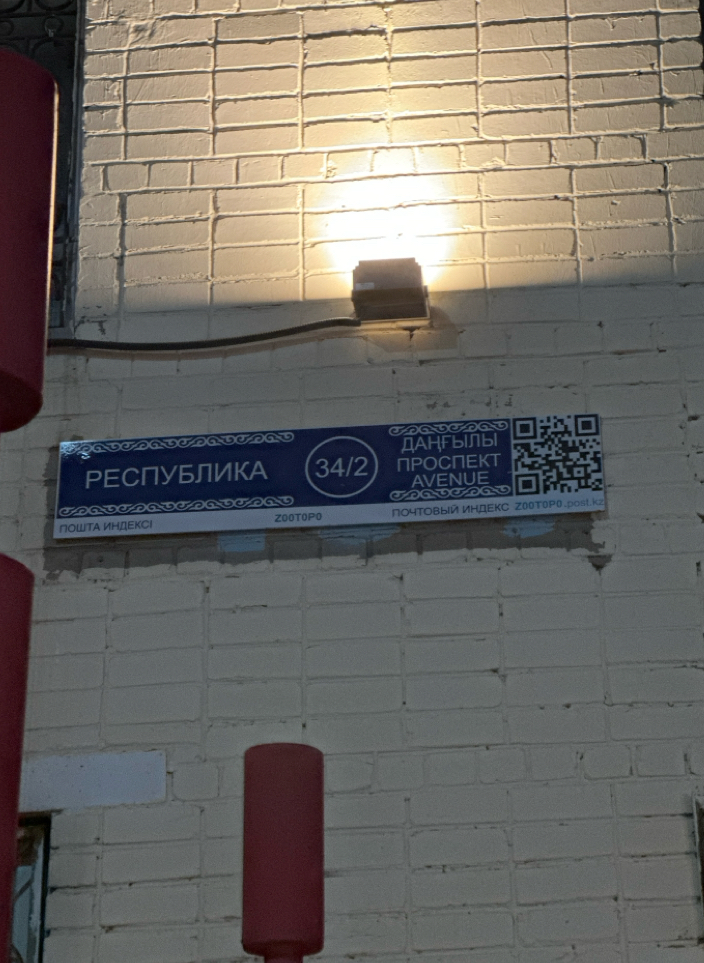 РЕСПУБЛИКА
34/2
ДАҢҒЫЛЫ
ПРОСПЕКТ
AVENUE
ПОШТА ИНДЕКСІ
Z00T0P0
ПОЧТОВЫЙ ИНДЕКС
Z00T0P0.post.kz